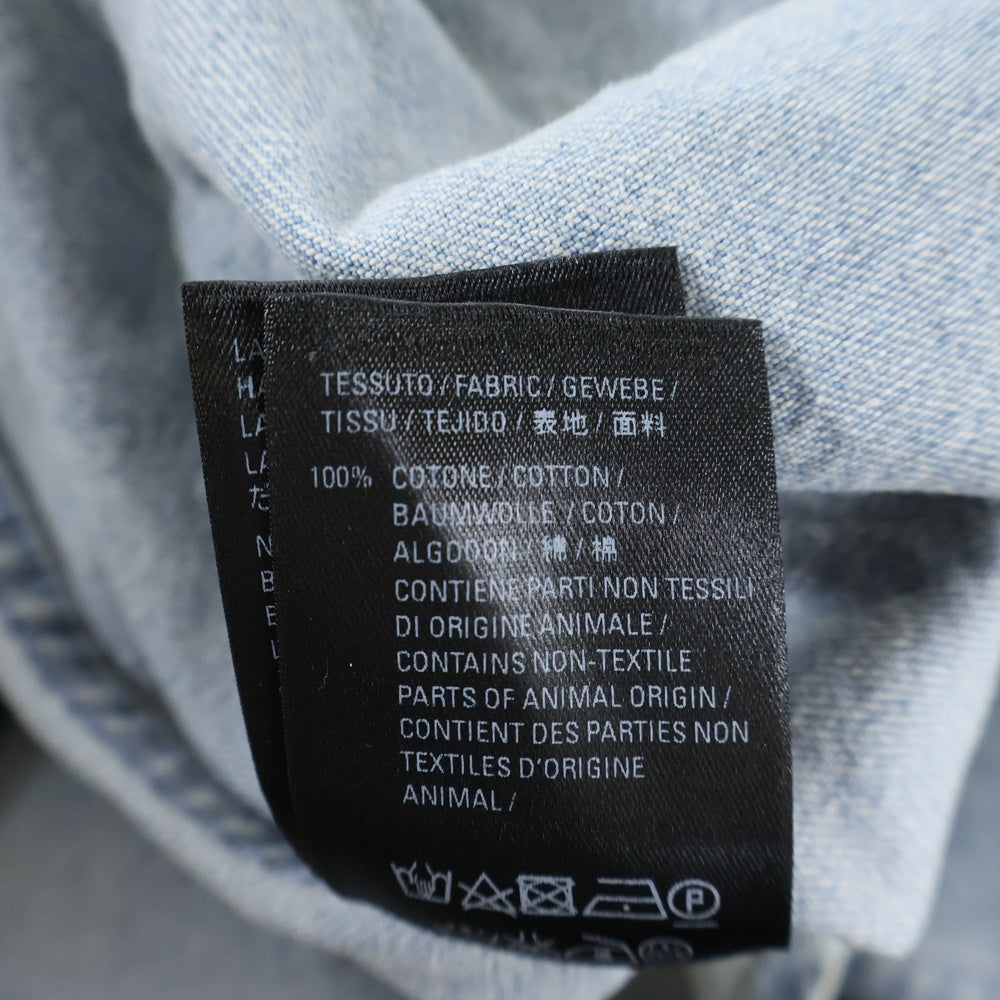 TESSUTO / FABRIC / GEWEBE /
TISSU / TEJIDO / 表地 / 面料
100% COTONE / COTTON /
BAUMWOLLE / COTON /
ALGODON / 綿 / 棉
CONTIENE PARTI NON TESSILI
DI ORIGINE ANIMALE /
CONTAINS NON-TEXTILE
PARTS OF ANIMAL ORIGIN /
CONTIENT DES PARTIES NON
TEXTILES D'ORIGINE
ANIMAL /
P